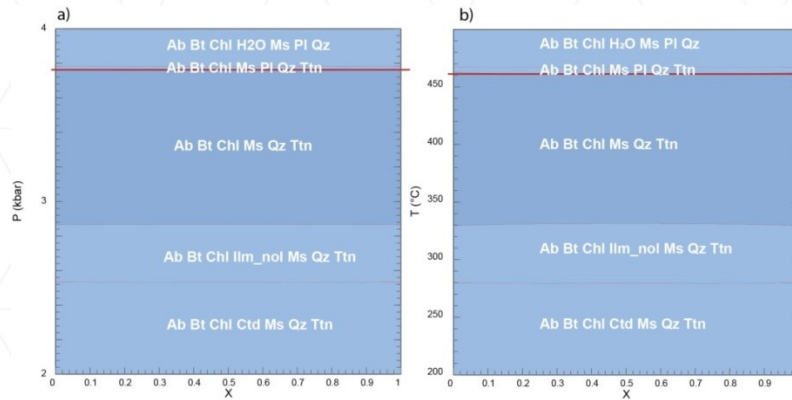 a)
4
Ab Bt Chl H2O Ms Pl Qz
Ab Bt Chl Ms Pl Qz Ttn
Ab Bt Chl Ms Qz Ttn
3
P (kbar)
Ab Bt Chl Ilm_nol Ms Qz Ttn
Ab Bt Chl Ctd Ms Qz Ttn
2
0 0.1 0.2 0.3 0.4 0.5 0.6 0.7 0.8 0.9 1
X
b)
Ab Bt Chl H₂O Ms Pl Qz
Ab Bt Chl Ms Pl Qz Ttn
450
400
Ab Bt Chl Ms Qz Ttn
350
T (°C)
300
Ab Bt Chl Ilm_nol Ms Qz Ttn
250
Ab Bt Chl Ctd Ms Qz Ttn
200
0 0.1 0.2 0.3 0.4 0.5 0.6 0.7 0.8 0.9
X